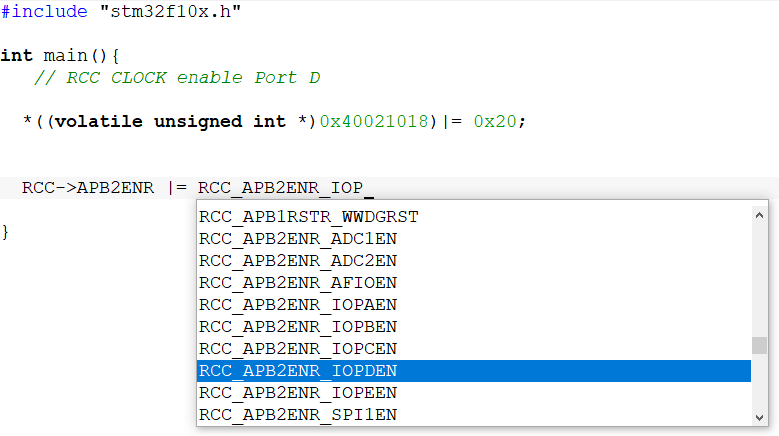 #include "stm32f10x.h"
int main(){
// RCC CLOCK enable Port D
*((volatile unsigned int *)0x40021018)|= 0x20;
RCC->APB2ENR |= RCC_APB2ENR_IOP_
RCC_APB1RSTR_WWDGRST
RCC_APB2ENR_ADC1EN
RCC_APB2ENR_ADC2EN
RCC_APB2ENR_AFIOEN
RCC_APB2ENR_IOPAEN
RCC_APB2ENR_IOPBEN
RCC_APB2ENR_IOPCEN
RCC_APB2ENR_IOPDEN
RCC_APB2ENR_IOPEEN
RCC_APB2ENR_SPI1EN
}